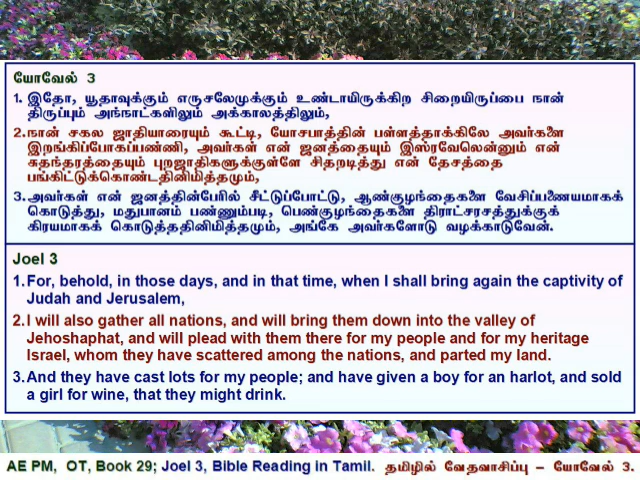 யோவேல் 3
1. இதோ, யூதாவுக்கும் எருசலேமுக்கும் உண்டாயிருக்கிற சிறையிருப்பை நான்
திருப்பும் அந்நாட்களிலும் அக்காலத்திலும்,
2.நான் சகல ஜாதியாரையும் கூட்டி, யோசபாத்தின் பள்ளத்தாக்கிலே அவர்களை
இறங்கிப்போகப்பண்ணி, அவர்கள் என் ஜனத்தையும் இஸ்ரவேலென்னும் என்
சுதந்தரத்தையும் புறஜாதிகளுக்குள்ளே சிதறடித்து என் தேசத்தை
பங்கிட்டுக்கொண்டதினிமித்தமும்,
3.அவர்கள் என் ஜனத்தின்பேரில் சீட்டுப்போட்டு, ஆண்குழந்தைகளை வேசிப்பணையமாகக்
கொடுத்து, மதுபானம் பண்ணும்படி, பெண்குழந்தைகளை திராட்சரசத்துக்குக்
கிரயமாகக் கொடுத்ததினிமித்தமும், அங்கே அவர்களோடு வழக்காடுவேன்.
Joel 3
1.For, behold, in those days, and in that time, when I shall bring again the captivity of
Judah and Jerusalem,
2.I will also gather all nations, and will bring them down into the valley of
Jehoshaphat, and will plead with them there for my people and for my heritage
Israel, whom they have scattered among the nations, and parted my land.
3.And they have cast lots for my people; and have given a boy for an harlot, and sold
a girl for wine, that they might drink.
AE PM, OT, Book 29; Joel 3, Bible Reading in Tamil. தமிழில் வேதவாசிப்பு – யோவேல் 3.